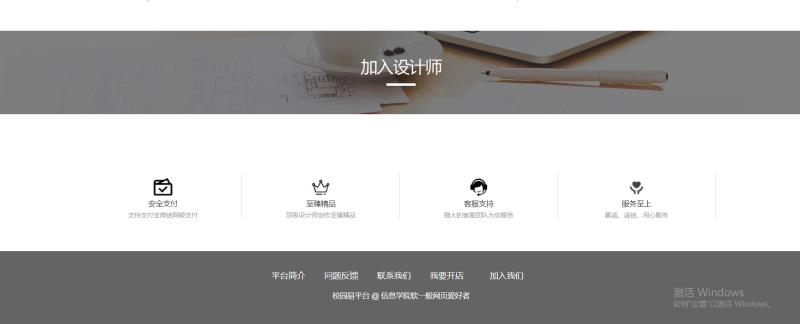 加入设计师
安全支付
支持支付宝微信网银支付
至臻精品
顶级设计师创作至臻精品
客服支持
强大的客服团队为您服务
服务至上
真诚、诚信、用心服务
平台简介 问题反馈 联系我们 我要开店 加入我们
校园易平台 @ 信息学院软一般网页爱好者
激活 Windows
转到"设置"以激活 Windows。